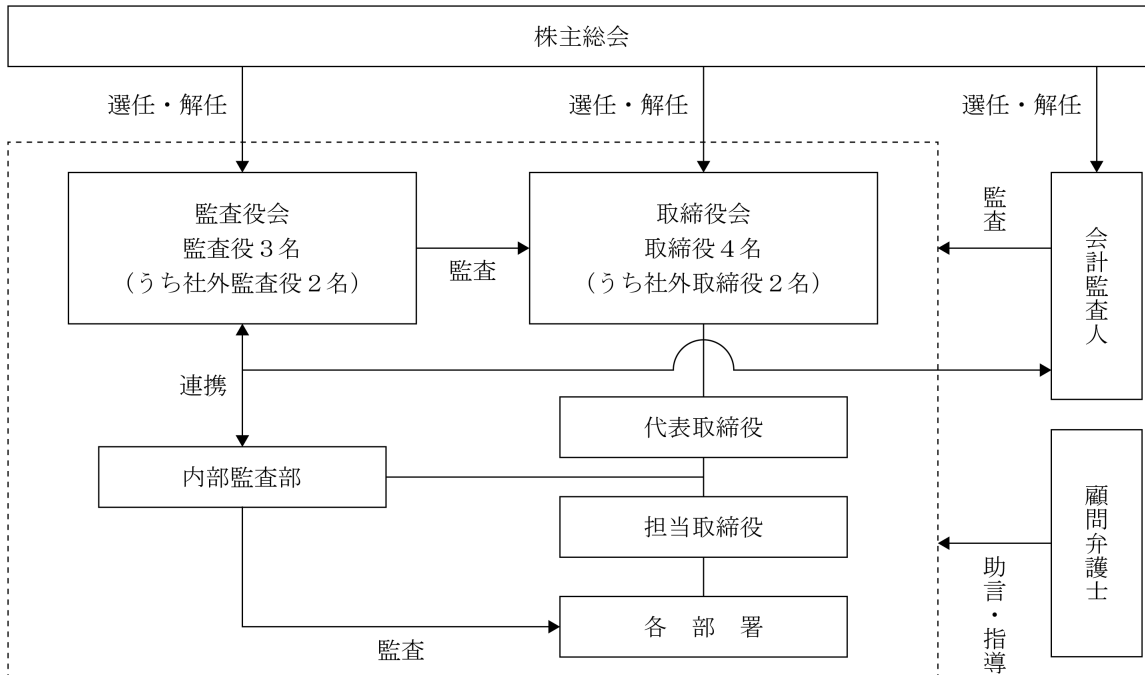 株主総会
選任・解任
選任・解任
選任・解任
監査役会
監査役３名
（うち社外監査役２名）
監査
取締役会
取締役４名
（うち社外取締役２名）
監査
会計監査人
連携
代表取締役
内部監査部
担当取締役
顧問弁護士
助言・指導
各　部　署
監査